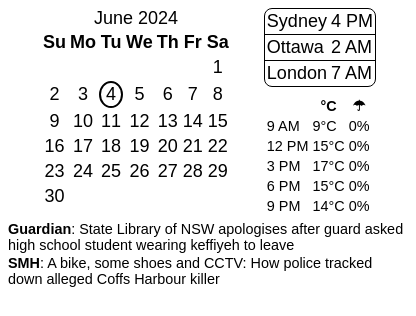 June 2024
Su Mo Tu We Th Fr Sa
1
2 3 4 5 6 7 8
9 10 11 12 13 14 15
16 17 18 19 20 21 22
23 24 25 26 27 28 29
30
Sydney 4 PM
Ottawa 2 AM
London 7 AM
°C ☂
9 AM 9°C 0%
12 PM 15°C 0%
3 PM 17°C 0%
6 PM 15°C 0%
9 PM 14°C 0%
Guardian: State Library of NSW apologises after guard asked
high school student wearing keffiyeh to leave
SMH: A bike, some shoes and CCTV: How police tracked
down alleged Coffs Harbour killer